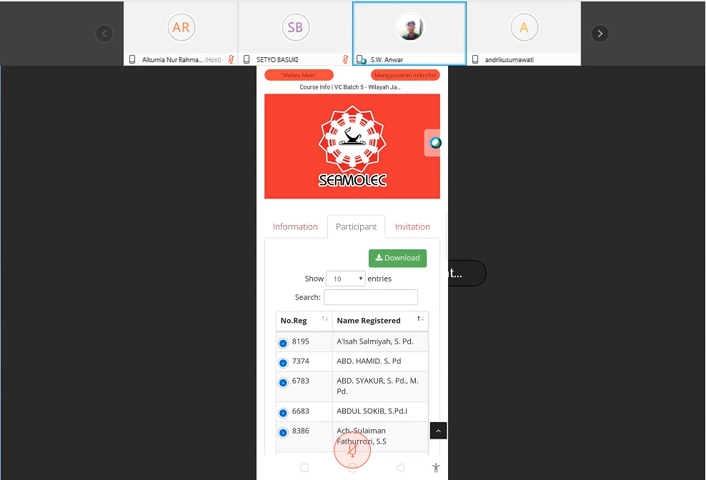 AR
SB
A
Alkumia Nur Rahma... (Host)
SETYO BASUKI
S.W. Anwar
andrikusumawati
"Webex Meet"
Menggunakan mikrofon
Course Info | VC Batch 5 - Wilayah Ja...
SEAMOLEC
Information
Participant
Invitation
Download
Show 10 entries
Search:
No.Reg Name Registered
8195 A'isah Salmiyah, S. Pd.
7374 ABD. HAMID. S. Pd
6783 ABD. SYAKUR, S. Pd., M.
Pd.
6683 ABDUL SOKIB, S.Pd.I
8386 Ach. Sulaiman
Fathurrozi, S.S
t...